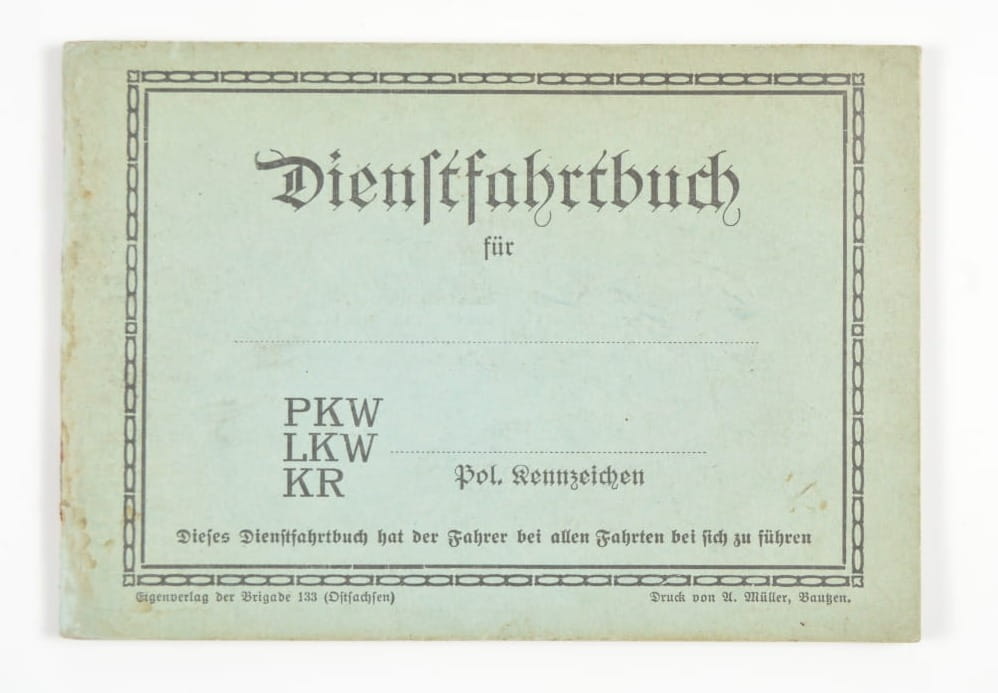 Dienstfahrtbuch
für
PKW
LKW
KR
Pol. Kennzeichen
Dieses Dienstfahrtbuch hat der Fahrer bei allen Fahrten bei sich zu führen
Eigenverlag der Brigade 133 (Ostsachsen)
Druck von A. Müller, Bautzen.